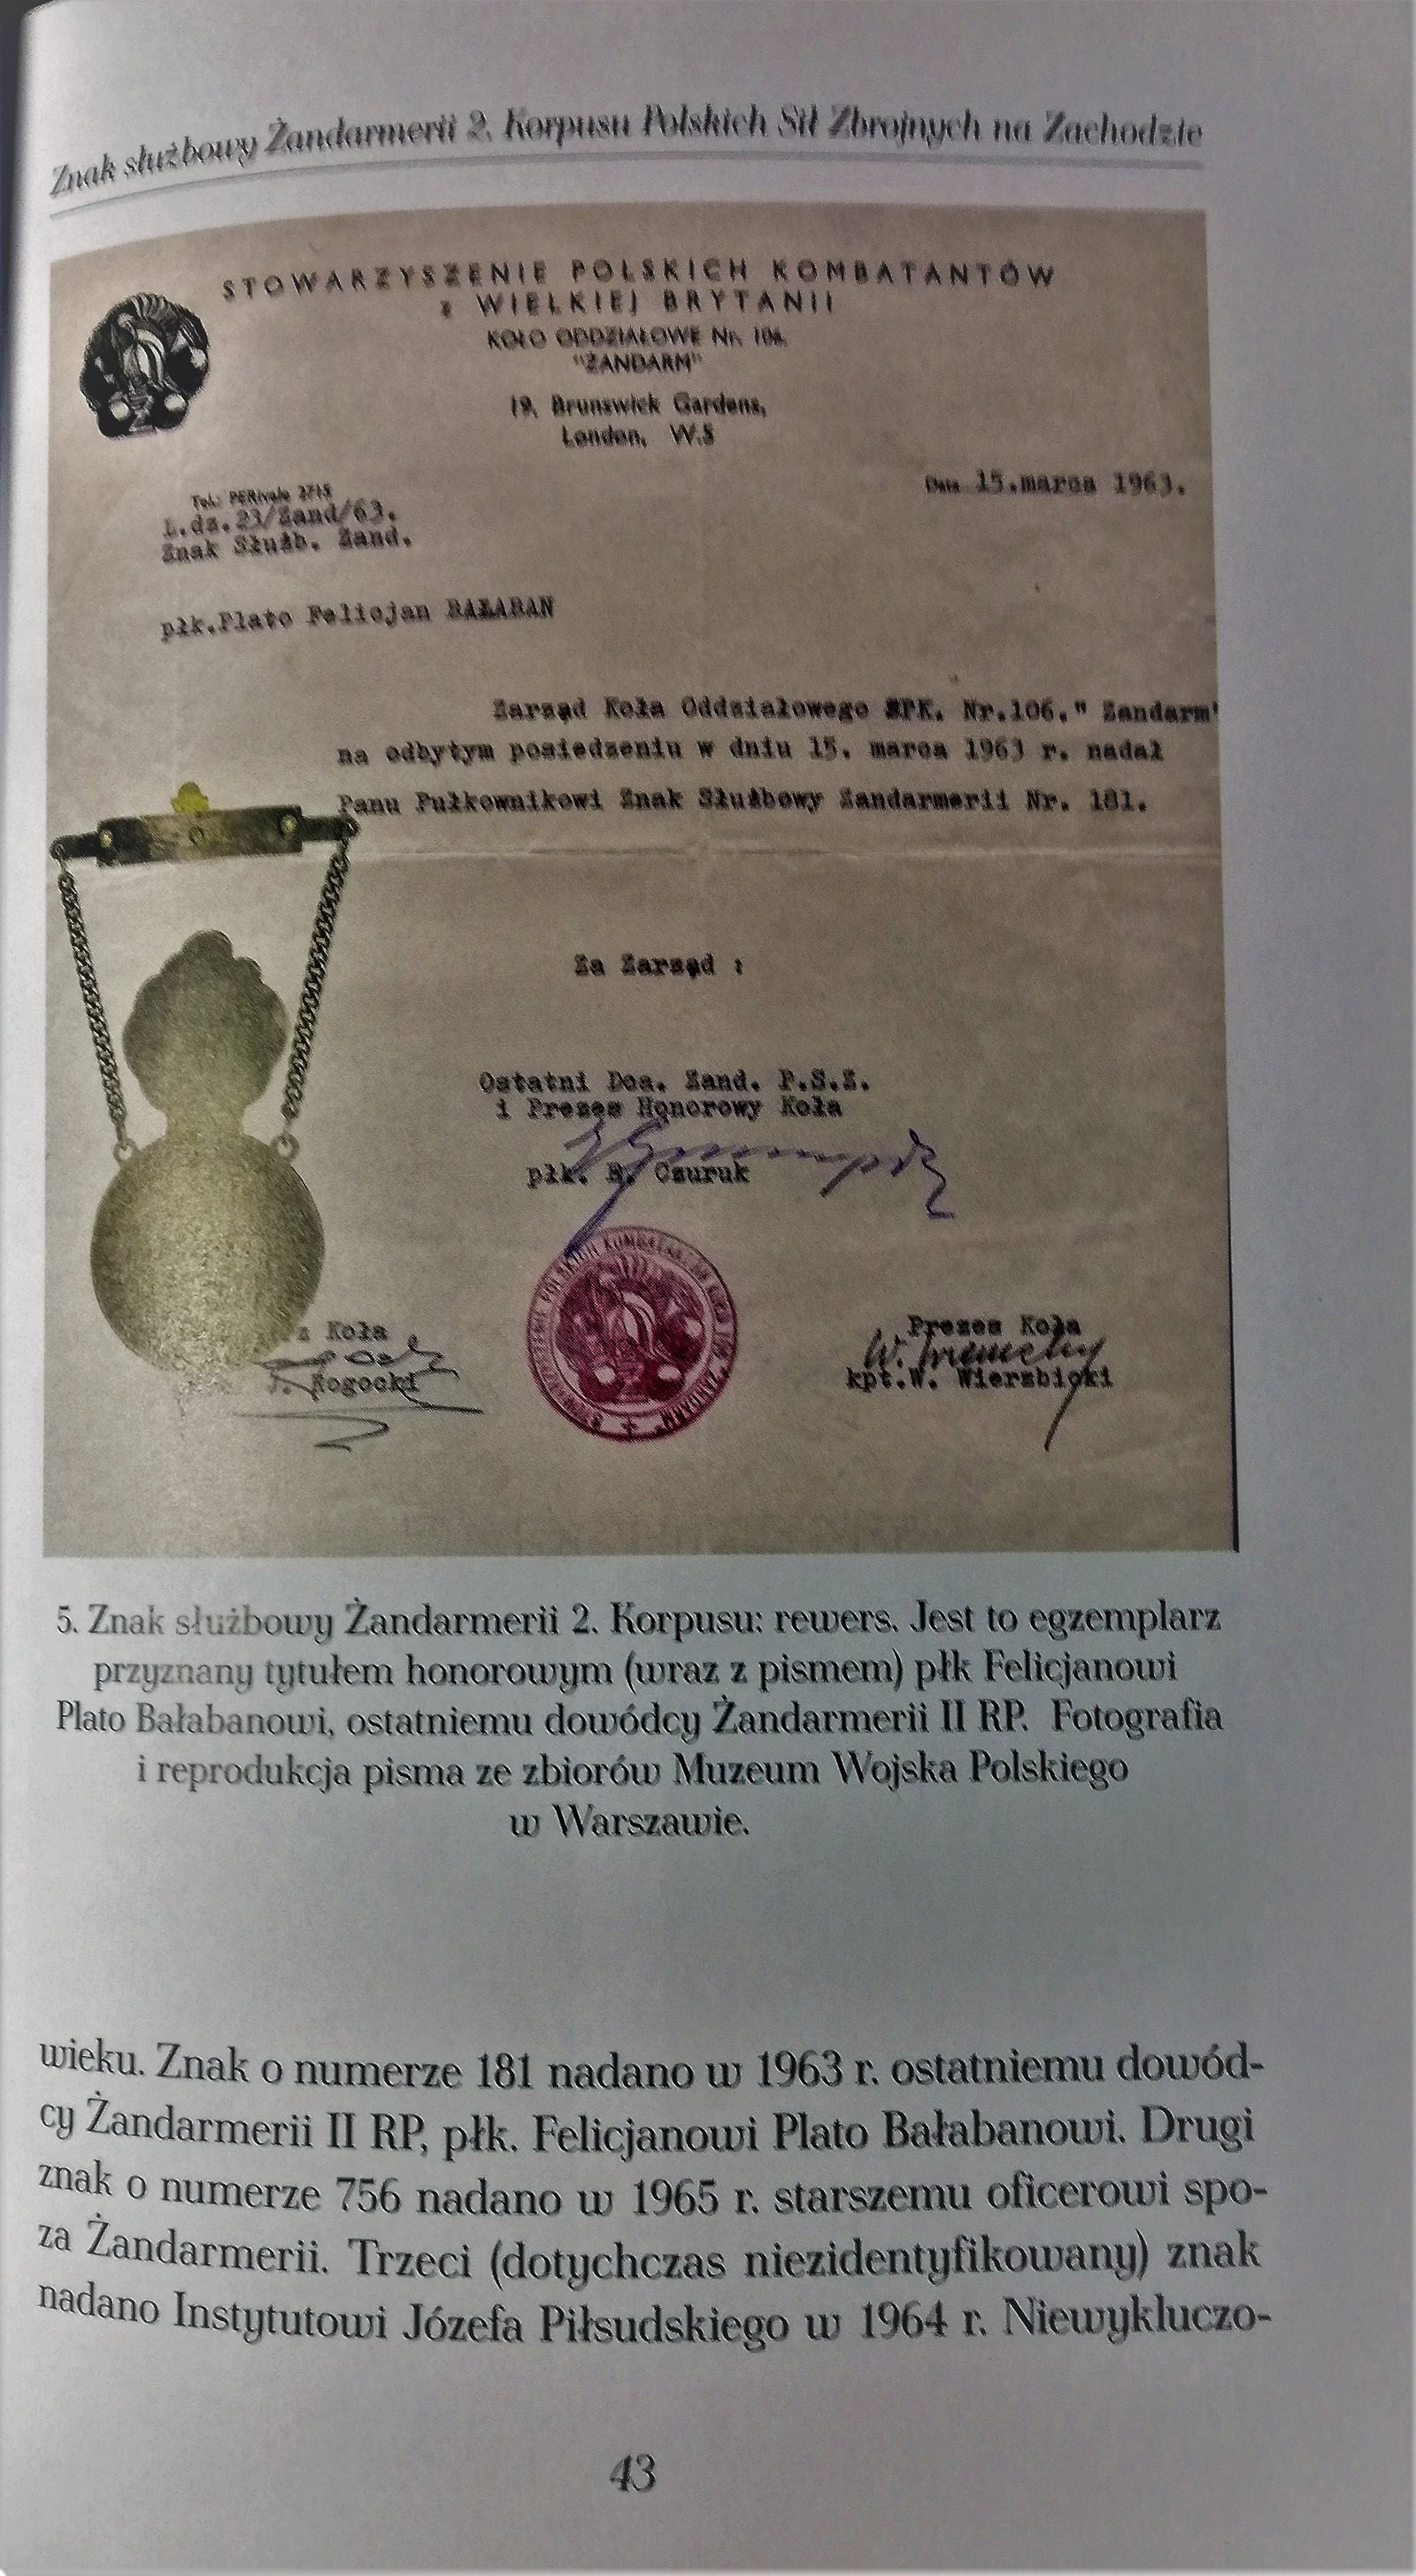 Znak służbowy Żandarmerii 2. Korpusu Polskich Sił Zbrojnych na Zachodzie
STOWARZYSZENIE POLSKICH KOMBATANTÓW
z WIELKIEJ BRYTANII
KOŁO ODDZIAŁOWE Nr. 106.
"ŻANDARM"
19, Brunswick Gardens,
London, W.8
Dnia 15.marca 1963.
Tel.: PERivale 2715
L.dz.23/Żand/63.
Znak Służb. Żand.
płk.Plato Felicjan BAŁABAN
Zarząd Koła Oddziałowego SPK. Nr.106." Żandarm"
na odbytym posiedzeniu w dniu 15. marca 1963 r. nadał
Panu Pułkownikowi Znak Służbowy Żandarmerii Nr. 181.
Za Zarząd :
Ostatni Dca. Żand. P.S.Z.
i Prezes Honorowy Koła
płk. Czuruk
z Koła
J. Rogocki
Prezes Koła
kpt.W. Wierzbicki
5. Znak służbowy Żandarmerii 2. Korpusu: rewers. Jest to egzemplarz
przyznany tytułem honorowym (wraz z pismem) płk Felicjanowi
Plato Bałabanowi, ostatniemu dowódcy Żandarmerii II RP. Fotografia
i reprodukcja pisma ze zbiorów Muzeum Wojska Polskiego
w Warszawie.
wieku. Znak o numerze 181 nadano w 1963 r. ostatniemu dowód-
cy Żandarmerii II RP, płk. Felicjanowi Plato Bałabanowi. Drugi
znak o numerze 756 nadano w 1965 r. starszemu oficerowi spo-
za Żandarmerii. Trzeci (dotychczas niezidentyfikowany) znak
nadano Instytutowi Józefa Piłsudskiego w 1964 r. Niewykluczo-
43